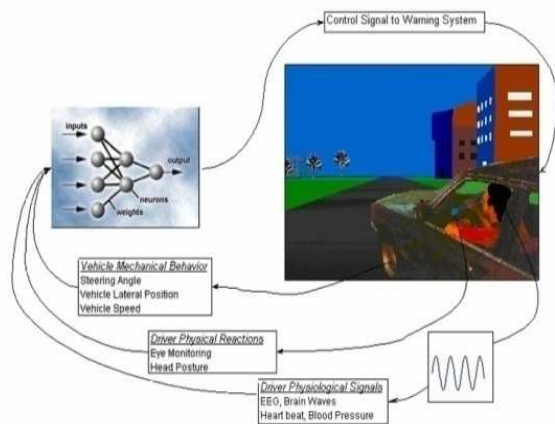 Control Signal to Warning System
inputs
output
neurons
weights
Vehicle Mechanical Behavior
Steering Angle
Vehicle Lateral Position
Vehicle Speed
Driver Physical Reactions
Eye Monitoring
Head Posture
Driver Physiological Signals
EEG, Brain Waves
Heart beat, Blood Pressure